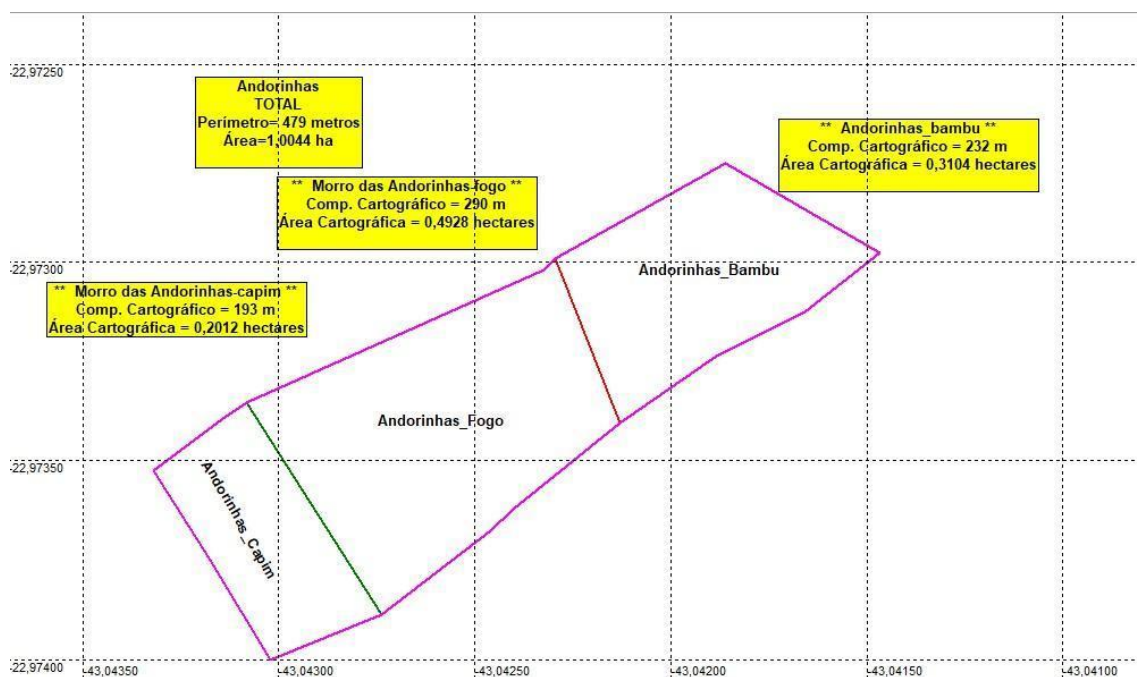 -22,97250
Andorinhas
TOTAL
Perímetro= 479 metros
Área=1,0044 ha
** Andorinhas_bambu **
Comp. Cartográfico = 232 m
Área Cartográfica = 0,3104 hectares
** Morro das Andorinhas-fogo **
Comp. Cartográfico = 290 m
Área Cartográfica = 0,4928 hectares
-22,97300
Andorinhas_Bambu
** Morro das Andorinhas-capim **
Comp. Cartográfico = 193 m
Área Cartográfica = 0,2012 hectares
Andorinhas_Fogo
-22,97350
Andorinhas_Capim
-22,97400
-43,04350
-43,04300
-43,04250
-43,04200
-43,04150
-43,04100